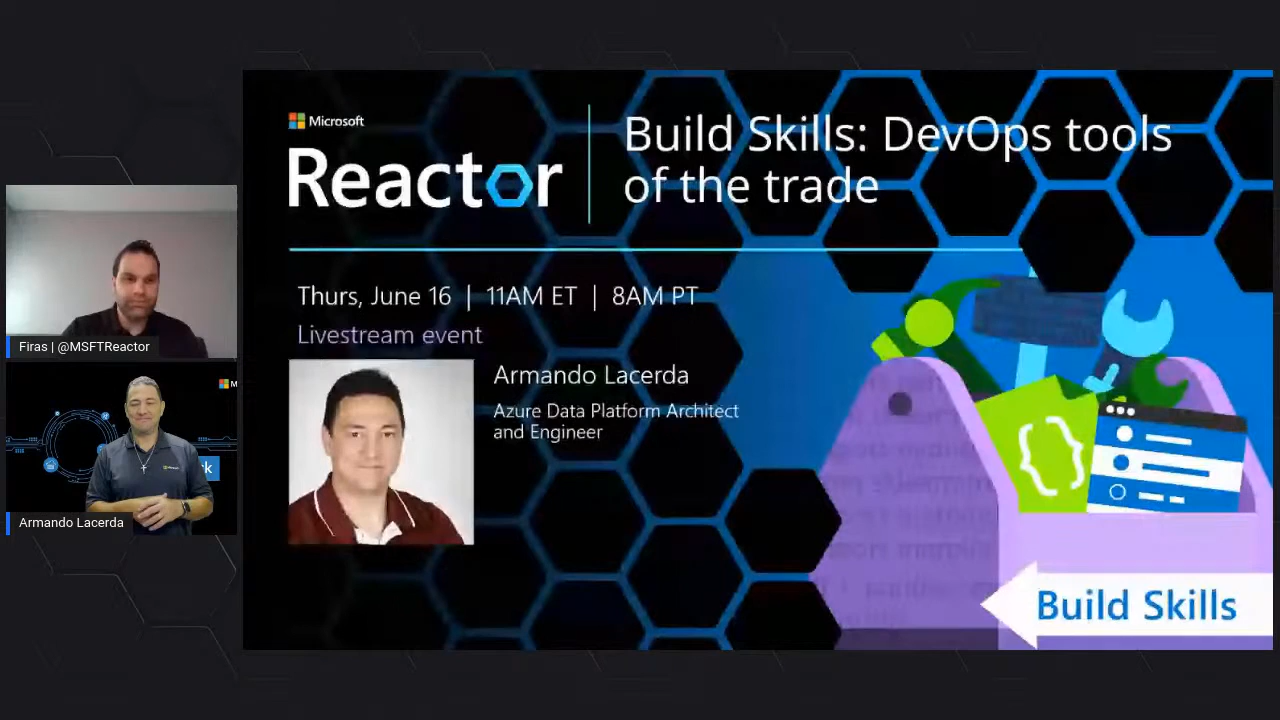 Microsoft
Reactor
Build Skills: DevOps tools
of the trade
Thurs, June 16 | 11AM ET | 8AM PT
Livestream event
Armando Lacerda
Azure Data Platform Architect
and Engineer
Build Skills
Firas | @MSFTReactor
Armando Lacerda